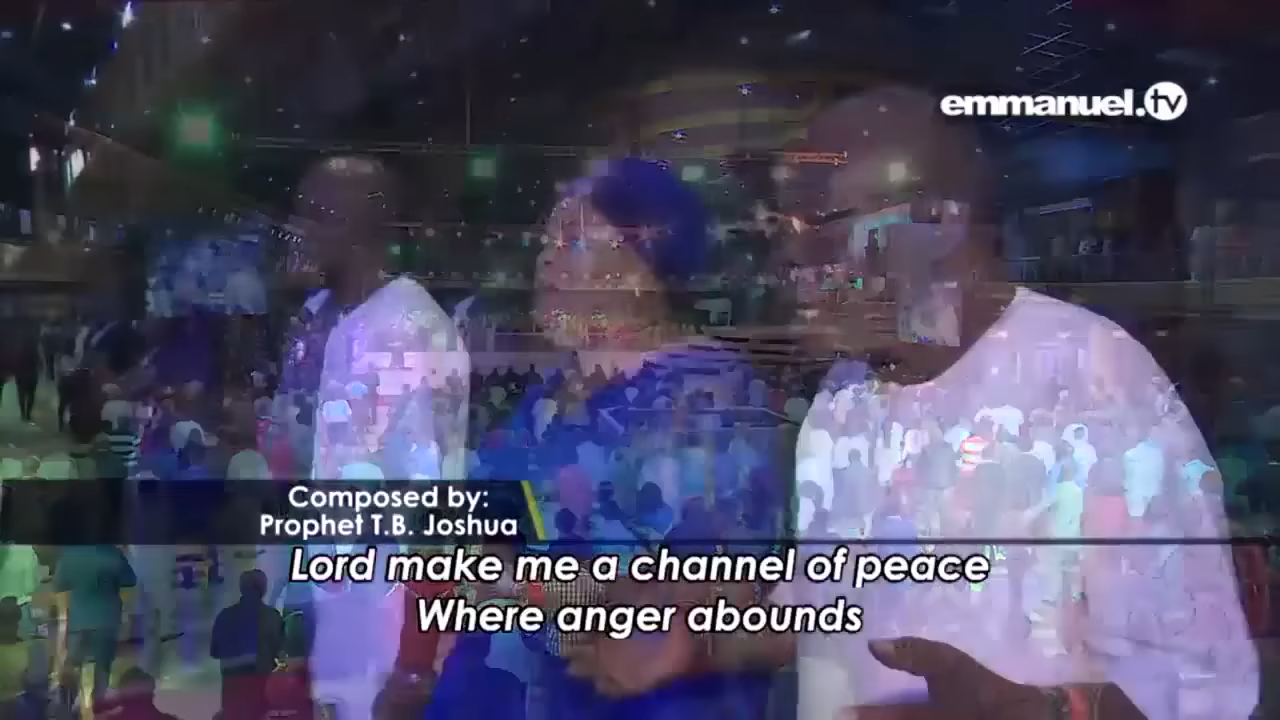 emmanuel.tv
Composed by:
Prophet T.B. Joshua
Lord make me a channel of peace
Where anger abounds